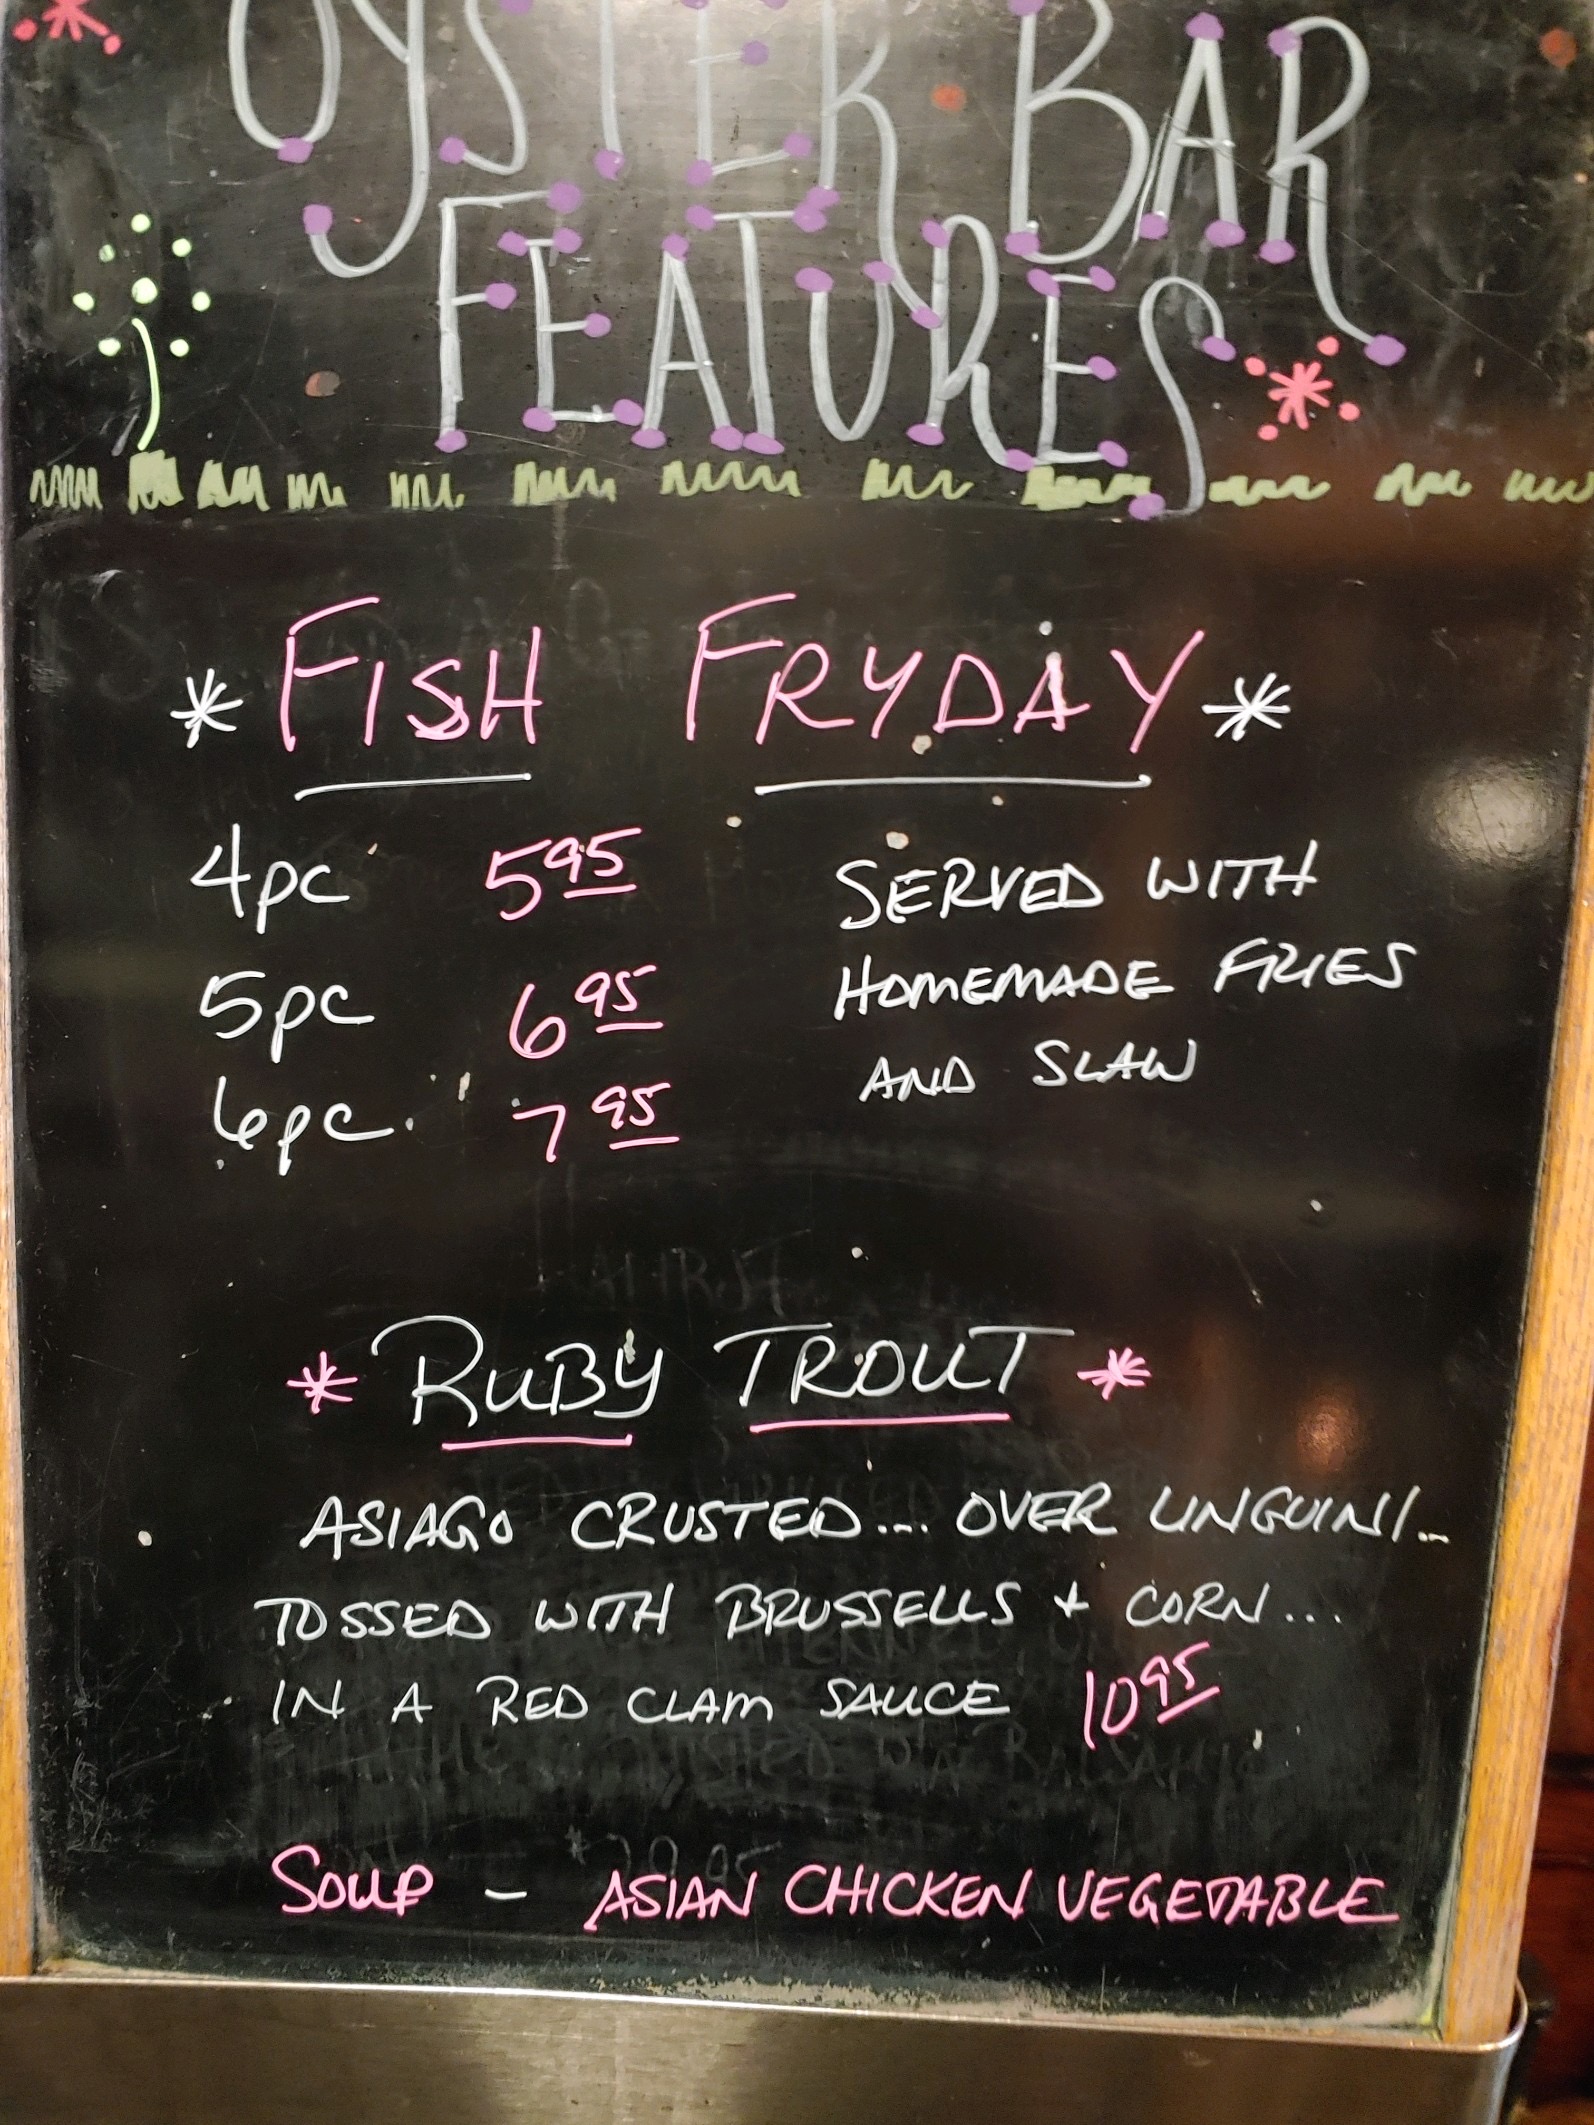 OYSTER BAR
FEATURES
* FISH FRYDAY *
4pc 5.95
5pc 6.95
6pc. 7.95
SERVED WITH
HOMEMADE FRIES
AND SLAW
* RUBY TROUT *
ASIAGO CRUSTED... OVER LINGUINI...
TOSSED WITH BRUSSELLS + CORN...
IN A RED CLAM SAUCE 10.95
SOUP - ASIAN CHICKEN VEGETABLE